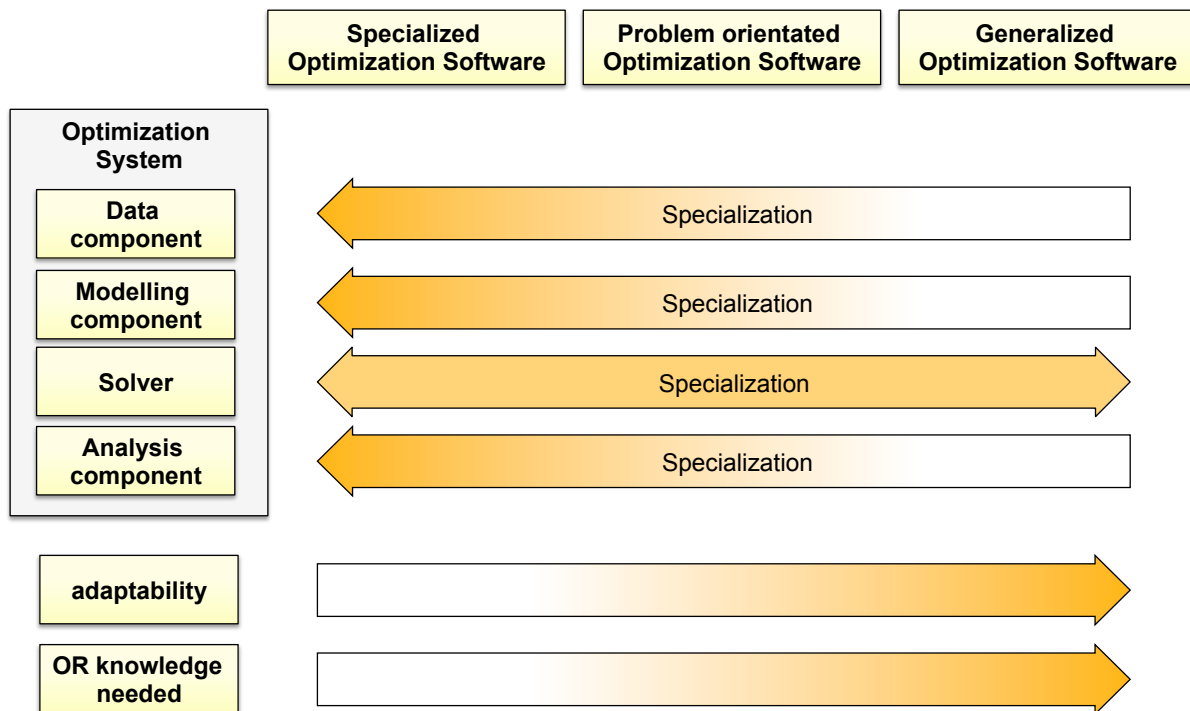 Specialized
Optimization Software
Problem orientated
Optimization Software
Generalized
Optimization Software
Optimization
System
Data
component
Specialization
Modelling
component
Specialization
Solver
Specialization
Analysis
component
Specialization
adaptability
OR knowledge
needed